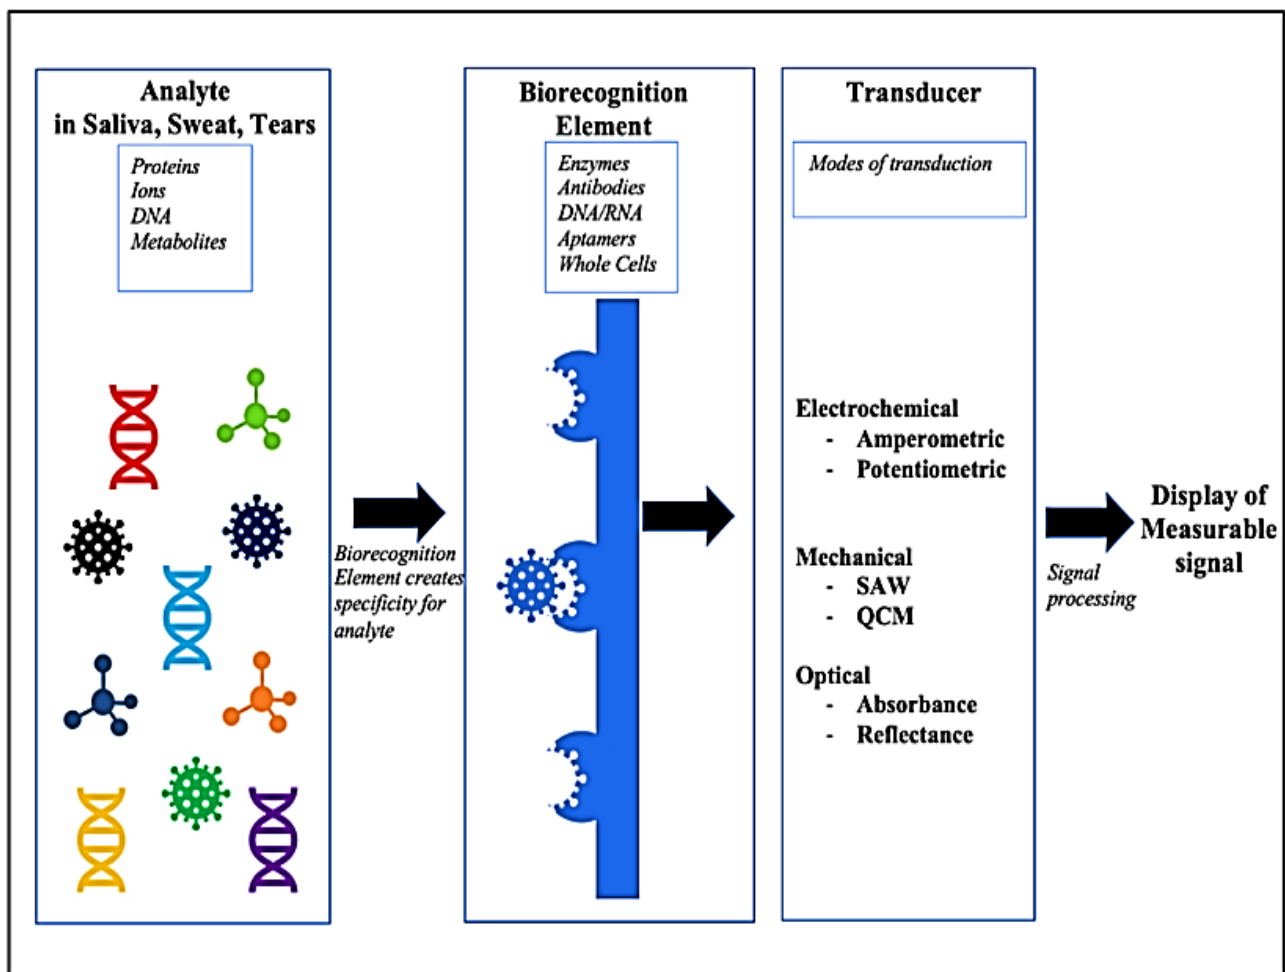 Analyte
in Saliva, Sweat, Tears
Proteins
Ions
DNA
Metabolites
Biorecognition
Element creates
specificity for
analyte
Biorecognition
Element
Enzymes
Antibodies
DNA/RNA
Aptamers
Whole Cells
Transducer
Modes of transduction
Electrochemical
- Amperometric
- Potentiometric
Mechanical
- SAW
- QCM
Optical
- Absorbance
- Reflectance
Signal
processing
Display of
Measurable
signal